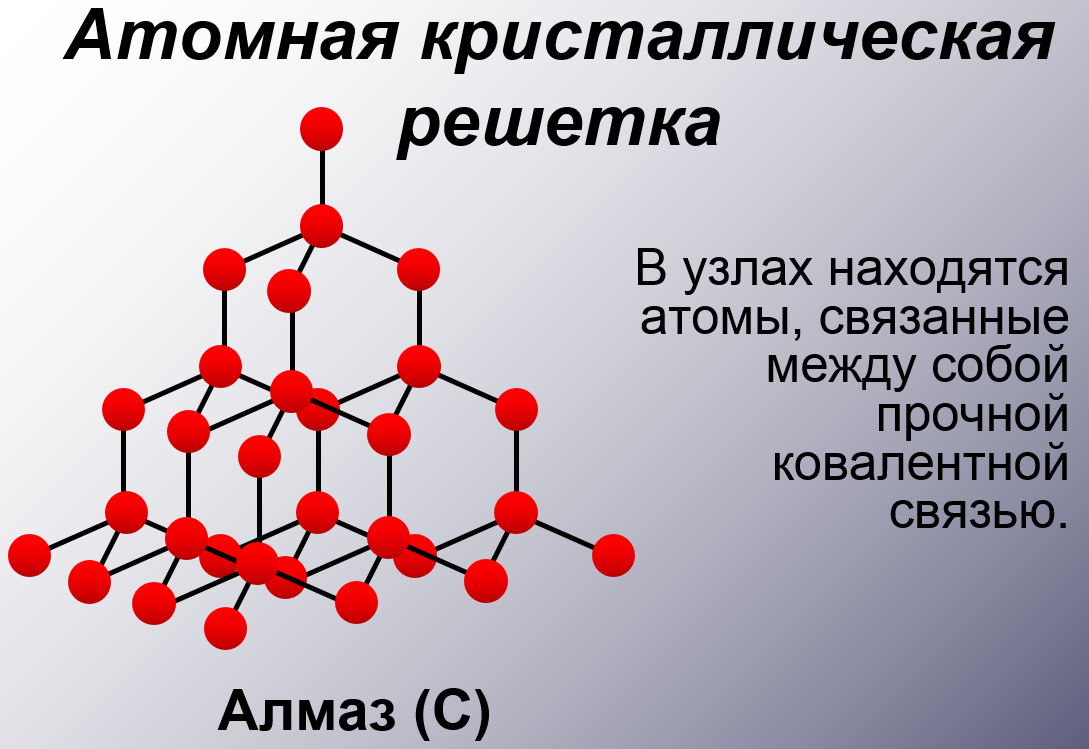 Атомная кристаллическая
решетка
В узлах находятся
атомы, связанные
между собой
прочной
ковалентной
связью.
Алмаз (С)